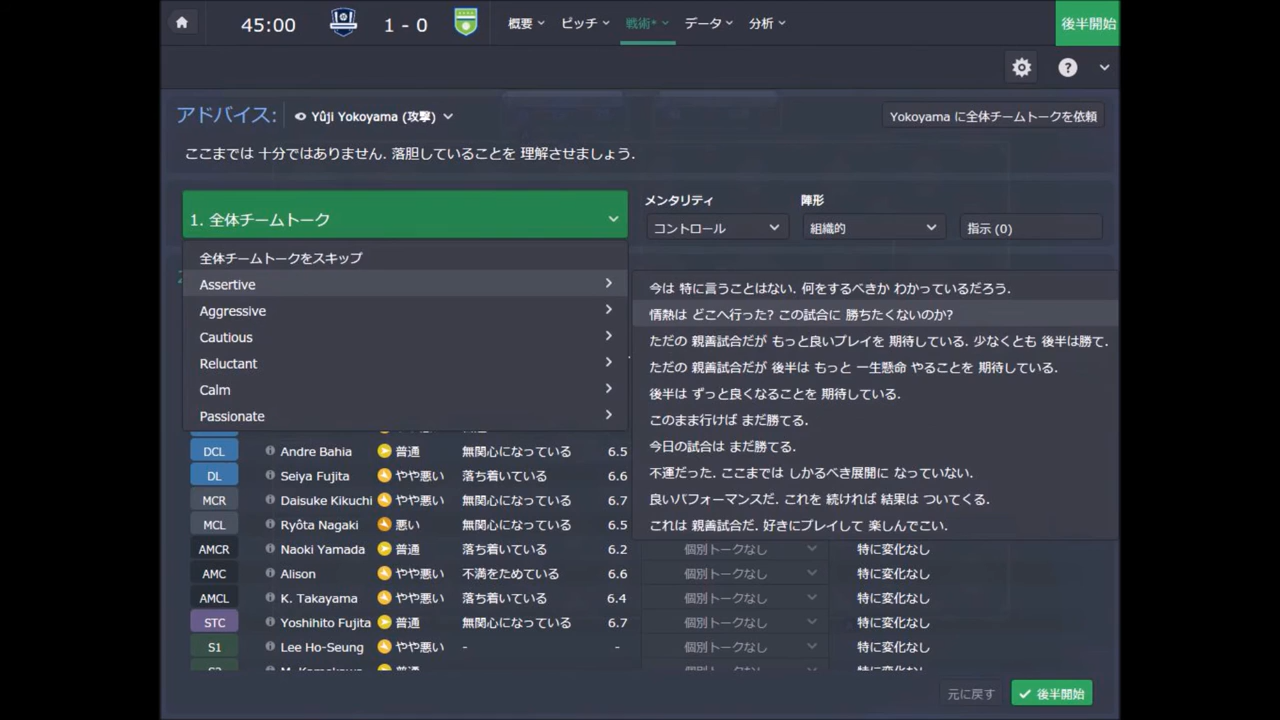 45:00 1 - 0 概要 ピッチ 戦術* データ 分析 後半開始
アドバイス: Yûji Yokoyama (攻撃) Yokoyama に全体チームトークを依頼
ここまでは 十分ではありません. 落胆していることを 理解させましょう.
1. 全体チームトーク
メンタリティ 陣形
コントロール 組織的 指示 (0)
全体チームトークをスキップ
Assertive
Aggressive
Cautious
Reluctant
Calm
Passionate
今は 特に言うことはない. 何をするべきか わかっているだろう.
情熱は どこへ行った? この試合に 勝ちたくないのか?
ただの 親善試合だが もっと良いプレイを 期待している. 少なくとも 後半は勝て.
ただの 親善試合だが 後半は もっと 一生懸命 やることを 期待している.
後半は ずっと良くなることを 期待している.
このまま行けば まだ勝てる.
今日の試合は まだ勝てる.
不運だった. ここまでは しかるべき展開に なっていない.
良いパフォーマンスだ. これを 続ければ 結果は ついてくる.
これは 親善試合だ. 好きにプレイして 楽しんでこい.
DCL Andre Bahia 普通 無関心になっている 6.5
DL Seiya Fujita やや悪い 落ち着いている 6.6
MCR Daisuke Kikuchi やや悪い 無関心になっている 6.7
MCL Ryôta Nagaki 悪い 無関心になっている 6.5
AMCR Naoki Yamada 普通 落ち着いている 6.2 個別トークなし 特に変化なし
AMC Alison やや悪い 不満をためている 6.6 個別トークなし 特に変化なし
AMCL K. Takayama やや悪い 落ち着いている 6.4 個別トークなし 特に変化なし
STC Yoshihito Fujita 普通 無関心になっている 6.7 個別トークなし 特に変化なし
S1 Lee Ho-Seung やや悪い - - 個別トークなし 特に変化なし
元に戻す 後半開始